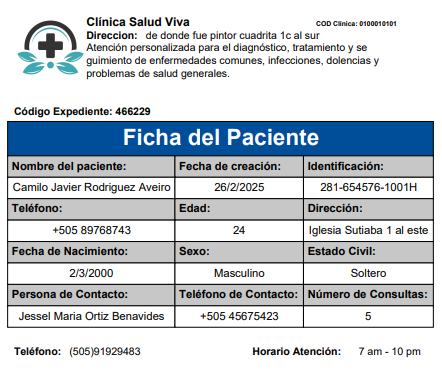 Clínica Salud Viva
COD Clínica: 0100010101
Direccion: de donde fue pintor cuadrita 1c al sur
Atención personalizada para el diagnóstico, tratamiento y se
guimiento de enfermedades comunes, infecciones, dolencias y
problemas de salud generales.
Código Expediente: 466229
Ficha del Paciente
Nombre del paciente: Fecha de creación: Identificación:
Camilo Javier Rodriguez Aveiro 26/2/2025 281-654576-1001H
Teléfono: Edad: Dirección:
+505 89768743 24 Iglesia Sutiaba 1 al este
Fecha de Nacimiento: Sexo: Estado Civil:
2/3/2000 Masculino Soltero
Persona de Contacto: Teléfono de Contacto: Número de Consultas:
Jessel Maria Ortiz Benavides +505 45675423 5
Teléfono: (505)91929483 Horario Atención: 7 am - 10 pm